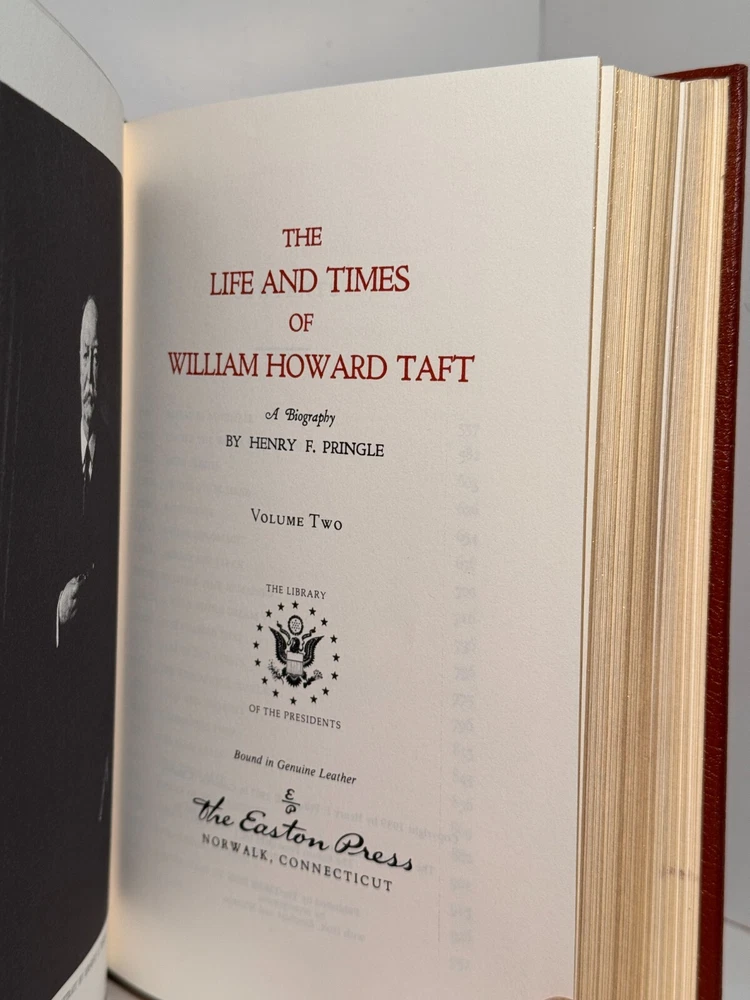 THE
LIFE AND TIMES
OF
WILLIAM HOWARD TAFT
A Biography
BY HENRY F. PRINGLE
VOLUME TWO
THE LIBRARY
OF THE PRESIDENTS
Bound in Genuine Leather
E
P
The Easton Press
NORWALK, CONNECTICUT